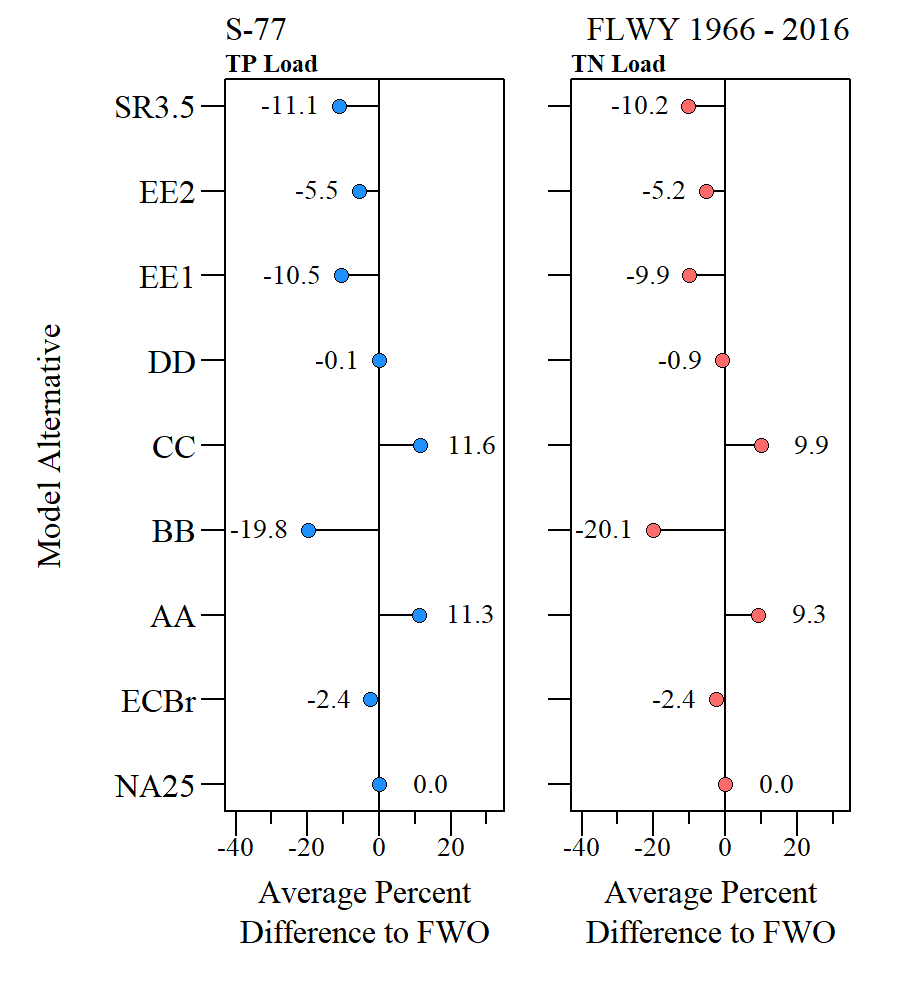 S-77
FLWY 1966 - 2016
TP Load
TN Load
Model Alternative
SR3.5
-11.1
-10.2
EE2
-5.5
-5.2
EE1
-10.5
-9.9
DD
-0.1
-0.9
CC
11.6
9.9
BB
-19.8
-20.1
AA
11.3
9.3
ECBr
-2.4
-2.4
NA25
0.0
0.0
-40 -20 0 20
-40 -20 0 20
Average Percent
Difference to FWO
Average Percent
Difference to FWO